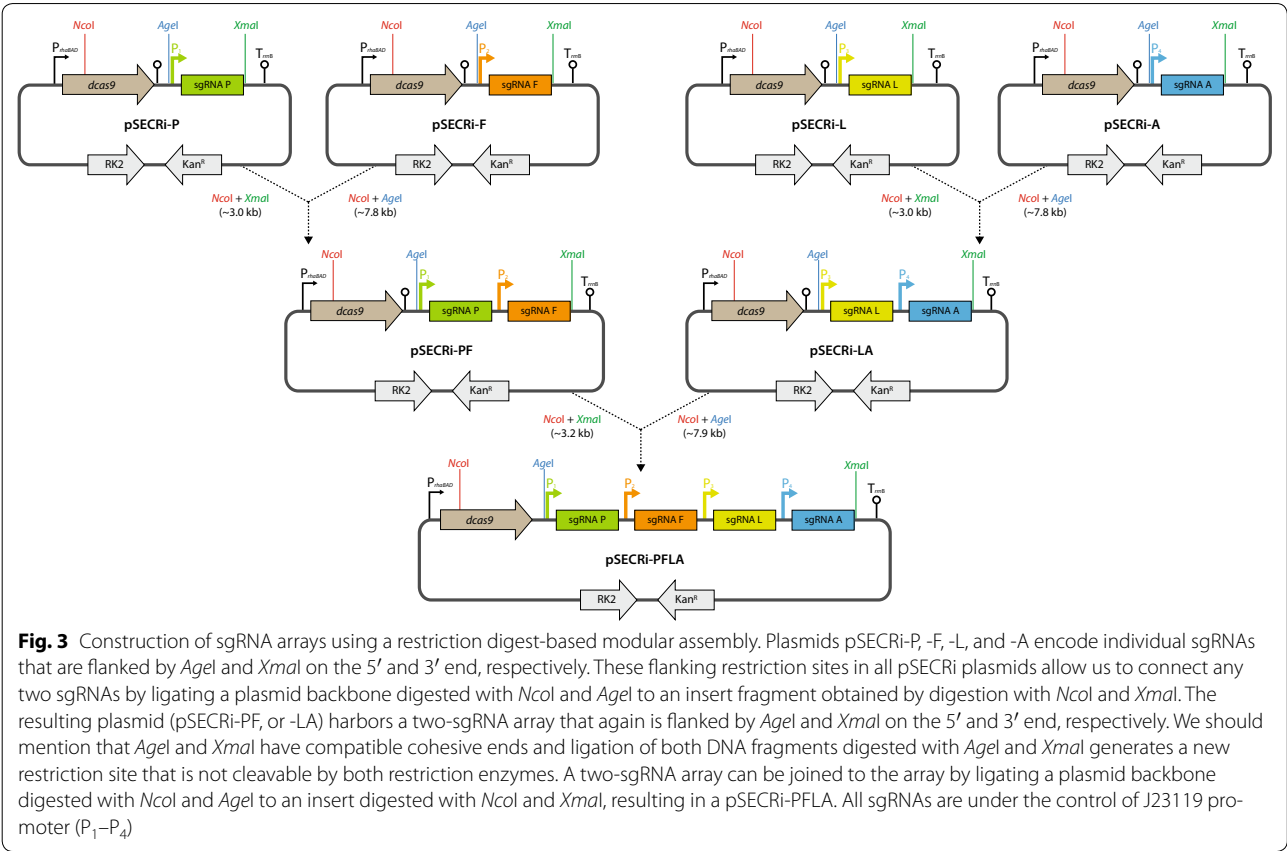 NcoI AgeI XmaI
P₁
PrhaBAD TrrnB
dcas9 sgRNA P
pSECRi-P
RK2 Kanᴿ
NcoI AgeI XmaI
P₂
PrhaBAD TrrnB
dcas9 sgRNA F
pSECRi-F
RK2 Kanᴿ
NcoI AgeI XmaI
P₃
PrhaBAD TrrnB
dcas9 sgRNA L
pSECRi-L
RK2 Kanᴿ
NcoI AgeI XmaI
P₄
PrhaBAD TrrnB
dcas9 sgRNA A
pSECRi-A
RK2 Kanᴿ
NcoI + XmaI
(~3.0 kb)
NcoI + AgeI
(~7.8 kb)
NcoI + XmaI
(~3.0 kb)
NcoI + AgeI
(~7.8 kb)
NcoI AgeI XmaI
P₁ P₂
PrhaBAD TrrnB
dcas9 sgRNA P sgRNA F
pSECRi-PF
RK2 Kanᴿ
NcoI AgeI XmaI
P₃ P₄
PrhaBAD TrrnB
dcas9 sgRNA L sgRNA A
pSECRi-LA
RK2 Kanᴿ
NcoI + XmaI
(~3.2 kb)
NcoI + AgeI
(~7.9 kb)
NcoI AgeI XmaI
P₁ P₂ P₃ P₄
PrhaBAD TrrnB
dcas9 sgRNA P sgRNA F sgRNA L sgRNA A
pSECRi-PFLA
RK2 Kanᴿ
Fig. 3 Construction of sgRNA arrays using a restriction digest-based modular assembly. Plasmids pSECRi-P, -F, -L, and -A encode individual sgRNAs
that are flanked by AgeI and XmaI on the 5′ and 3′ end, respectively. These flanking restriction sites in all pSECRi plasmids allow us to connect any
two sgRNAs by ligating a plasmid backbone digested with NcoI and AgeI to an insert fragment obtained by digestion with NcoI and XmaI. The
resulting plasmid (pSECRi-PF, or -LA) harbors a two-sgRNA array that again is flanked by AgeI and XmaI on the 5′ and 3′ end, respectively. We should
mention that AgeI and XmaI have compatible cohesive ends and ligation of both DNA fragments digested with AgeI and XmaI generates a new
restriction site that is not cleavable by both restriction enzymes. A two-sgRNA array can be joined to the array by ligating a plasmid backbone
digested with NcoI and AgeI to an insert digested with NcoI and XmaI, resulting in a pSECRi-PFLA. All sgRNAs are under the control of J23119 pro-
moter (P₁–P₄)